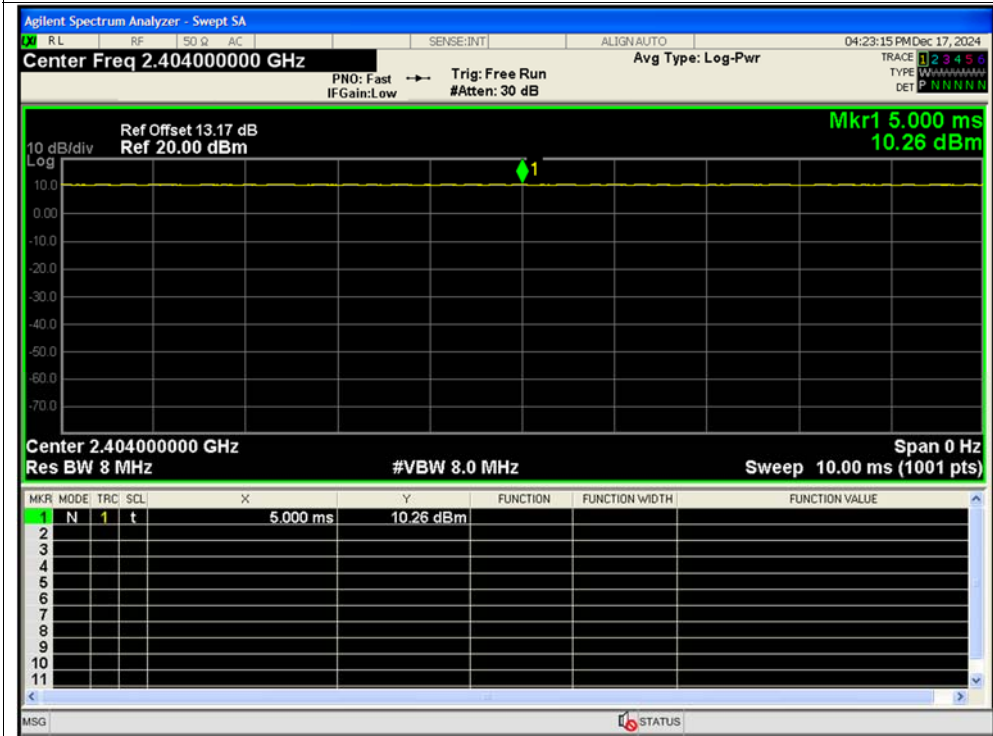 Agilent Spectrum Analyzer - Swept SA
RL RF 50 Ω AC SENSE:INT ALIGN AUTO 04:23:15 PM Dec 17, 2024
Center Freq 2.404000000 GHz Avg Type: Log-Pwr TRACE 1 2 3 4 5 6
PNO: Fast Trig: Free Run TYPE W
IFGain:Low #Atten: 30 dB DET P N N N N N
Mkr1 5.000 ms
Ref Offset 13.17 dB
10 dB/div Ref 20.00 dBm 10.26 dBm
Log
1
10.0
0.00
-10.0
-20.0
-30.0
-40.0
-50.0
-60.0
-70.0
Center 2.404000000 GHz Span 0 Hz
Res BW 8 MHz #VBW 8.0 MHz Sweep 10.00 ms (1001 pts)
MKR MODE TRC SCL X Y FUNCTION FUNCTION WIDTH FUNCTION VALUE
1 N 1 t 5.000 ms 10.26 dBm
2
3
4
5
6
7
8
9
10
11
MSG STATUS